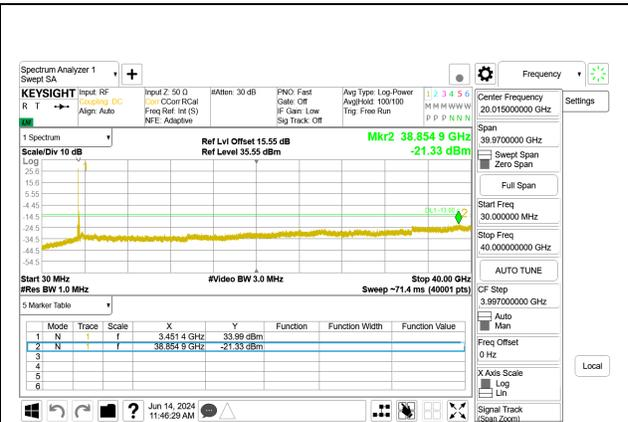 Spectrum Analyzer 1
Swept SA
Frequency
KEYSIGHT
R T
LNI
Input: RF
Coupling: DC
Align: Auto
Input Z: 50 Ω
Corr CCorr RCal
Freq Ref: Int (S)
NFE: Adaptive
#Atten: 30 dB
PNO: Fast
Gate: Off
IF Gain: Low
Sig Track: Off
Avg Type: Log-Power
Avg|Hold: 100/100
Trig: Free Run
1 2 3 4 5 6
M M M W W W
P P P N N N
1 Spectrum
Scale/Div 10 dB
Ref Lvl Offset 15.55 dB
Ref Level 35.55 dBm
Mkr2 38.854 9 GHz
-21.33 dBm
Log
25.6
15.6
5.55
-4.45
-14.5
-24.5
-34.5
-44.5
-54.5
1
2
Start 30 MHz
#Res BW 1.0 MHz
#Video BW 3.0 MHz
Stop 40.00 GHz
Sweep ~71.4 ms (40001 pts)
5 Marker Table
Mode Trace Scale X Y Function Function Width Function Value
1 N 1 f 3.451 4 GHz 33.99 dBm
2 N 1 f 38.854 9 GHz -21.33 dBm
3
4
5
6
Jun 14, 2024
11:46:29 AM
Center Frequency
20.015000000 GHz
Settings
Span
39.9700000 GHz
Swept Span
Zero Span
Full Span
Start Freq
30.000000 MHz
Stop Freq
40.000000000 GHz
AUTO TUNE
CF Step
3.997000000 GHz
Auto
Man
Freq Offset
0 Hz
X Axis Scale
Log
Lin
Signal Track
(Span Zoom)
Local